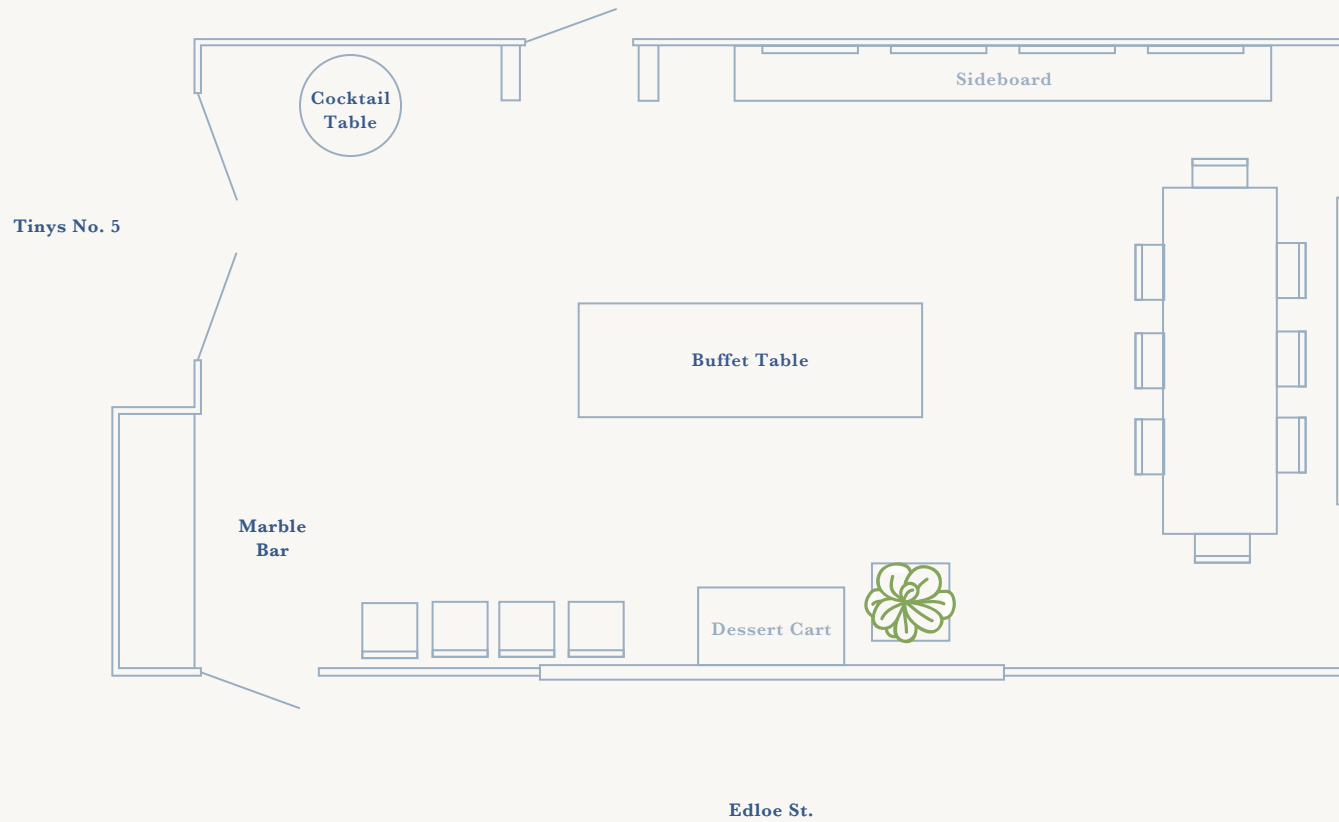 Sideboard
Cocktail
Table
Tinys No. 5
Buffet Table
Marble
Bar
Dessert Cart
Edloe St.